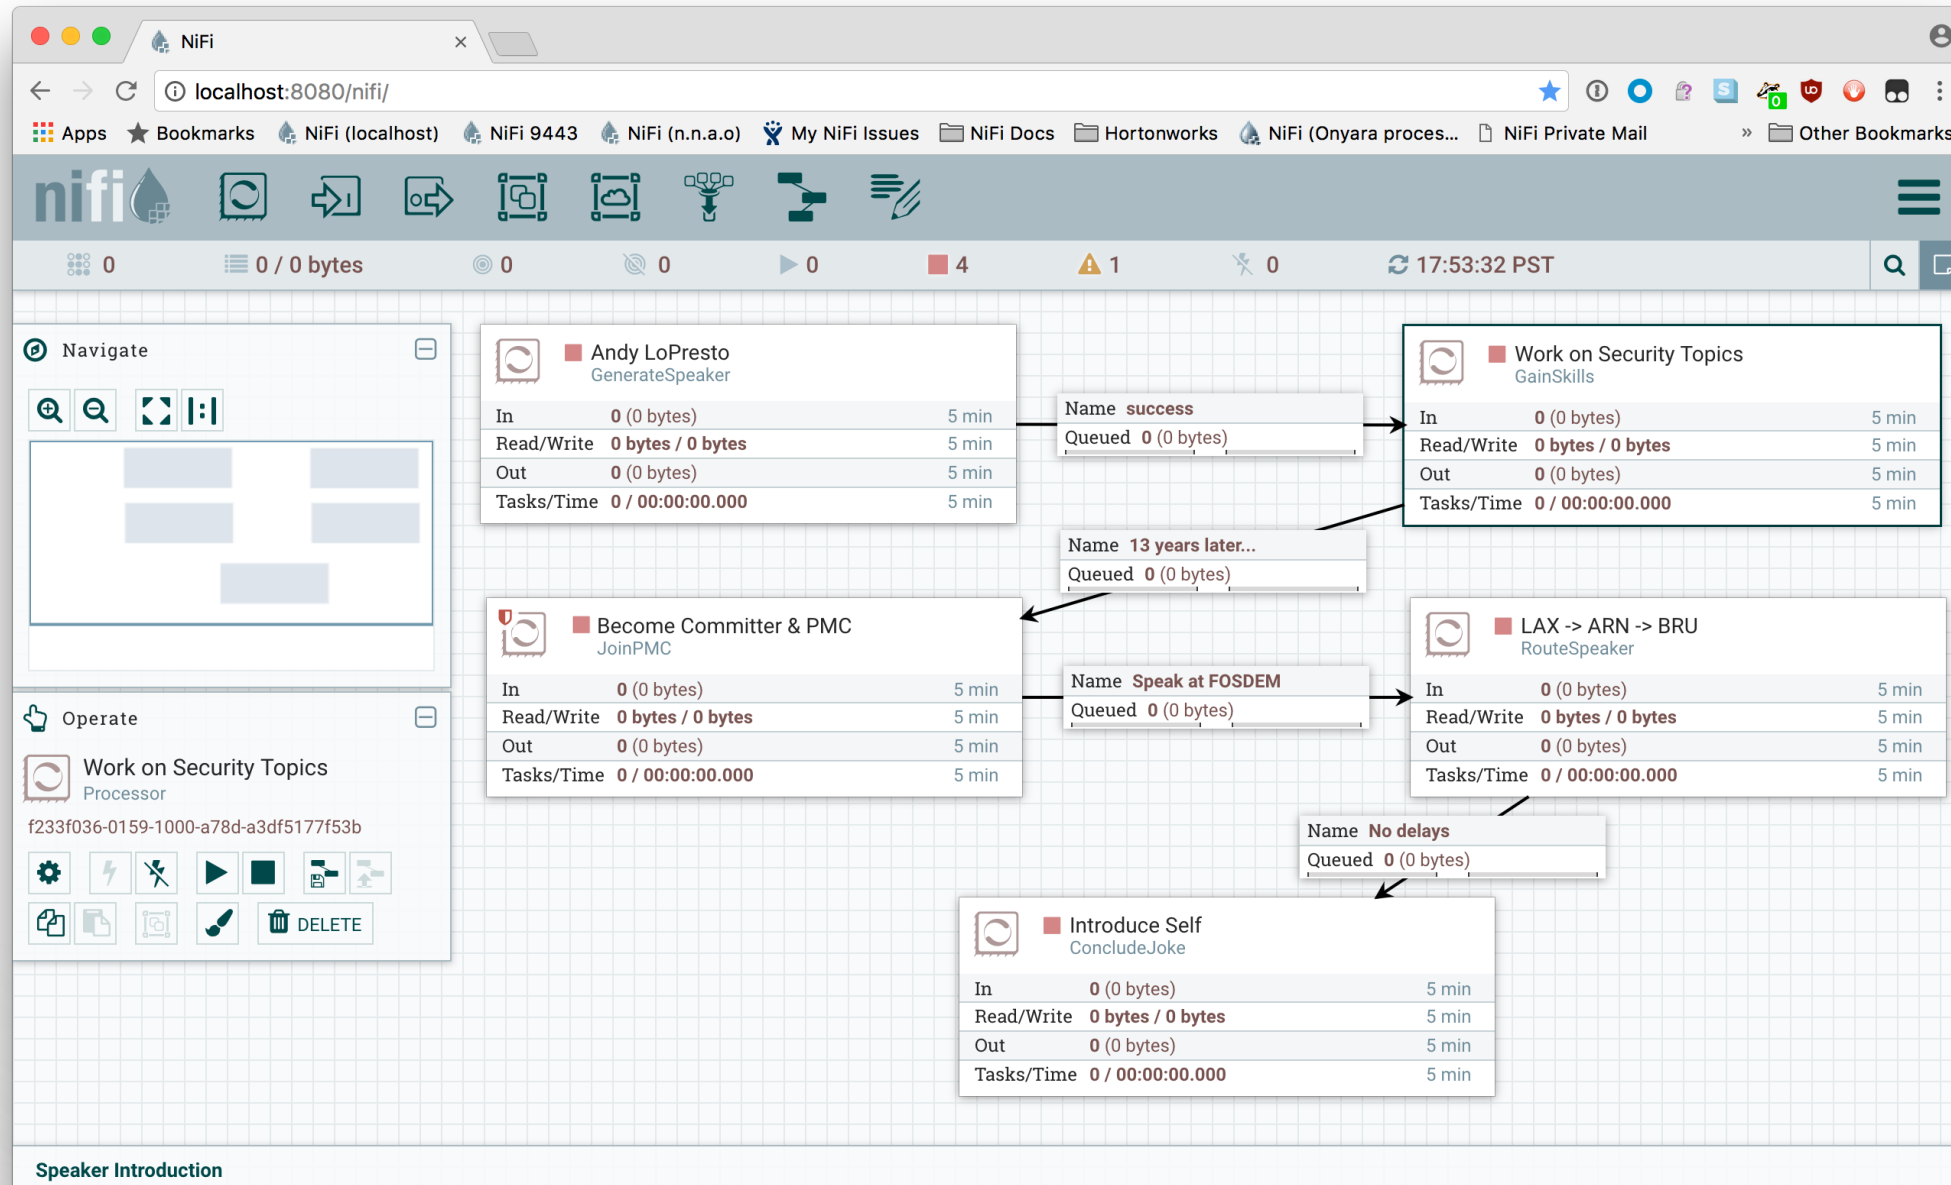 NiFi
localhost:8080/nifi/
Apps Bookmarks NiFi (localhost) NiFi 9443 NiFi (n.n.a.o) My NiFi Issues NiFi Docs Hortonworks NiFi (Onyara proces... NiFi Private Mail » Other Bookmarks
nifi
0 0 / 0 bytes 0 0 0 4 1 0 17:53:32 PST
Navigate
Operate
Work on Security Topics
Processor
f233f036-0159-1000-a78d-a3df5177f53b
DELETE
Andy LoPresto
GenerateSpeaker
In 0 (0 bytes) 5 min
Read/Write 0 bytes / 0 bytes 5 min
Out 0 (0 bytes) 5 min
Tasks/Time 0 / 00:00:00.000 5 min
Name success
Queued 0 (0 bytes)
Work on Security Topics
GainSkills
In 0 (0 bytes) 5 min
Read/Write 0 bytes / 0 bytes 5 min
Out 0 (0 bytes) 5 min
Tasks/Time 0 / 00:00:00.000 5 min
Name 13 years later...
Queued 0 (0 bytes)
Become Committer & PMC
JoinPMC
In 0 (0 bytes) 5 min
Read/Write 0 bytes / 0 bytes 5 min
Out 0 (0 bytes) 5 min
Tasks/Time 0 / 00:00:00.000 5 min
Name Speak at FOSDEM
Queued 0 (0 bytes)
LAX -> ARN -> BRU
RouteSpeaker
In 0 (0 bytes) 5 min
Read/Write 0 bytes / 0 bytes 5 min
Out 0 (0 bytes) 5 min
Tasks/Time 0 / 00:00:00.000 5 min
Name No delays
Queued 0 (0 bytes)
Introduce Self
ConcludeJoke
In 0 (0 bytes) 5 min
Read/Write 0 bytes / 0 bytes 5 min
Out 0 (0 bytes) 5 min
Tasks/Time 0 / 00:00:00.000 5 min
Speaker Introduction